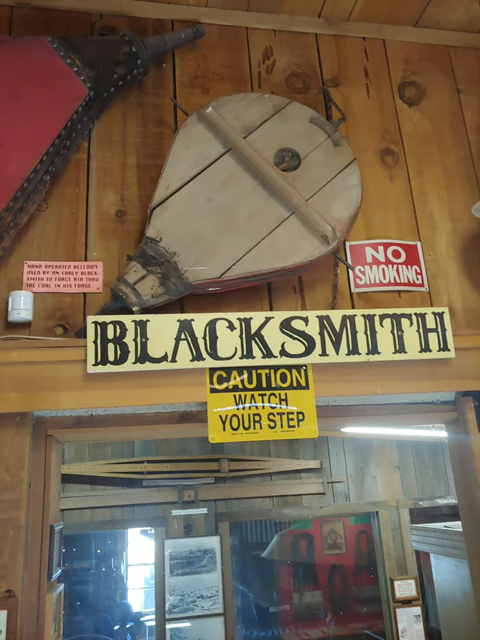 HAND OPERATED BELLOWS
USED BY AN EARLY BLACK-
SMITH TO FORCE AIR THRU
THE COAL IN HIS FORGE.
NO
SMOKING
BLACKSMITH
CAUTION
WATCH
YOUR STEP